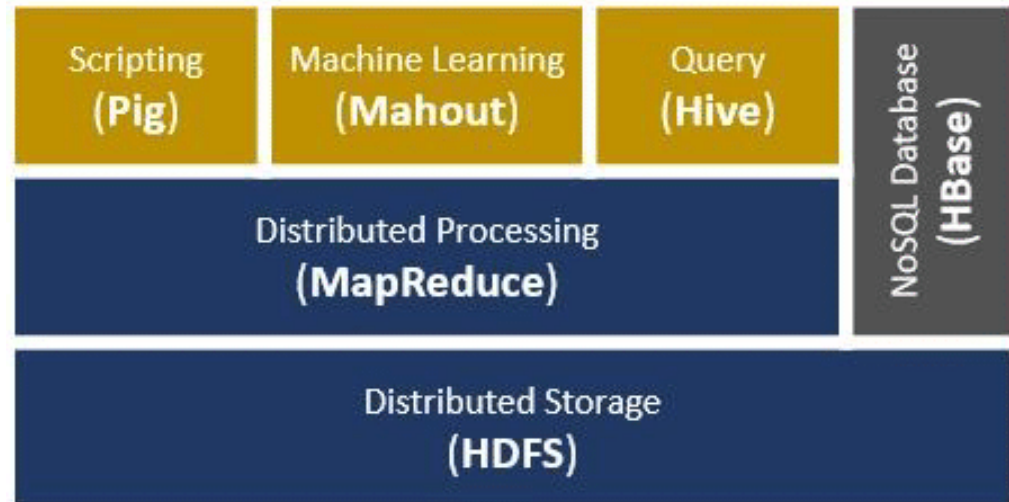 Scripting
(Pig)
Machine Learning
(Mahout)
Query
(Hive)
NoSQL Database
(HBase)
Distributed Processing
(MapReduce)
Distributed Storage
(HDFS)